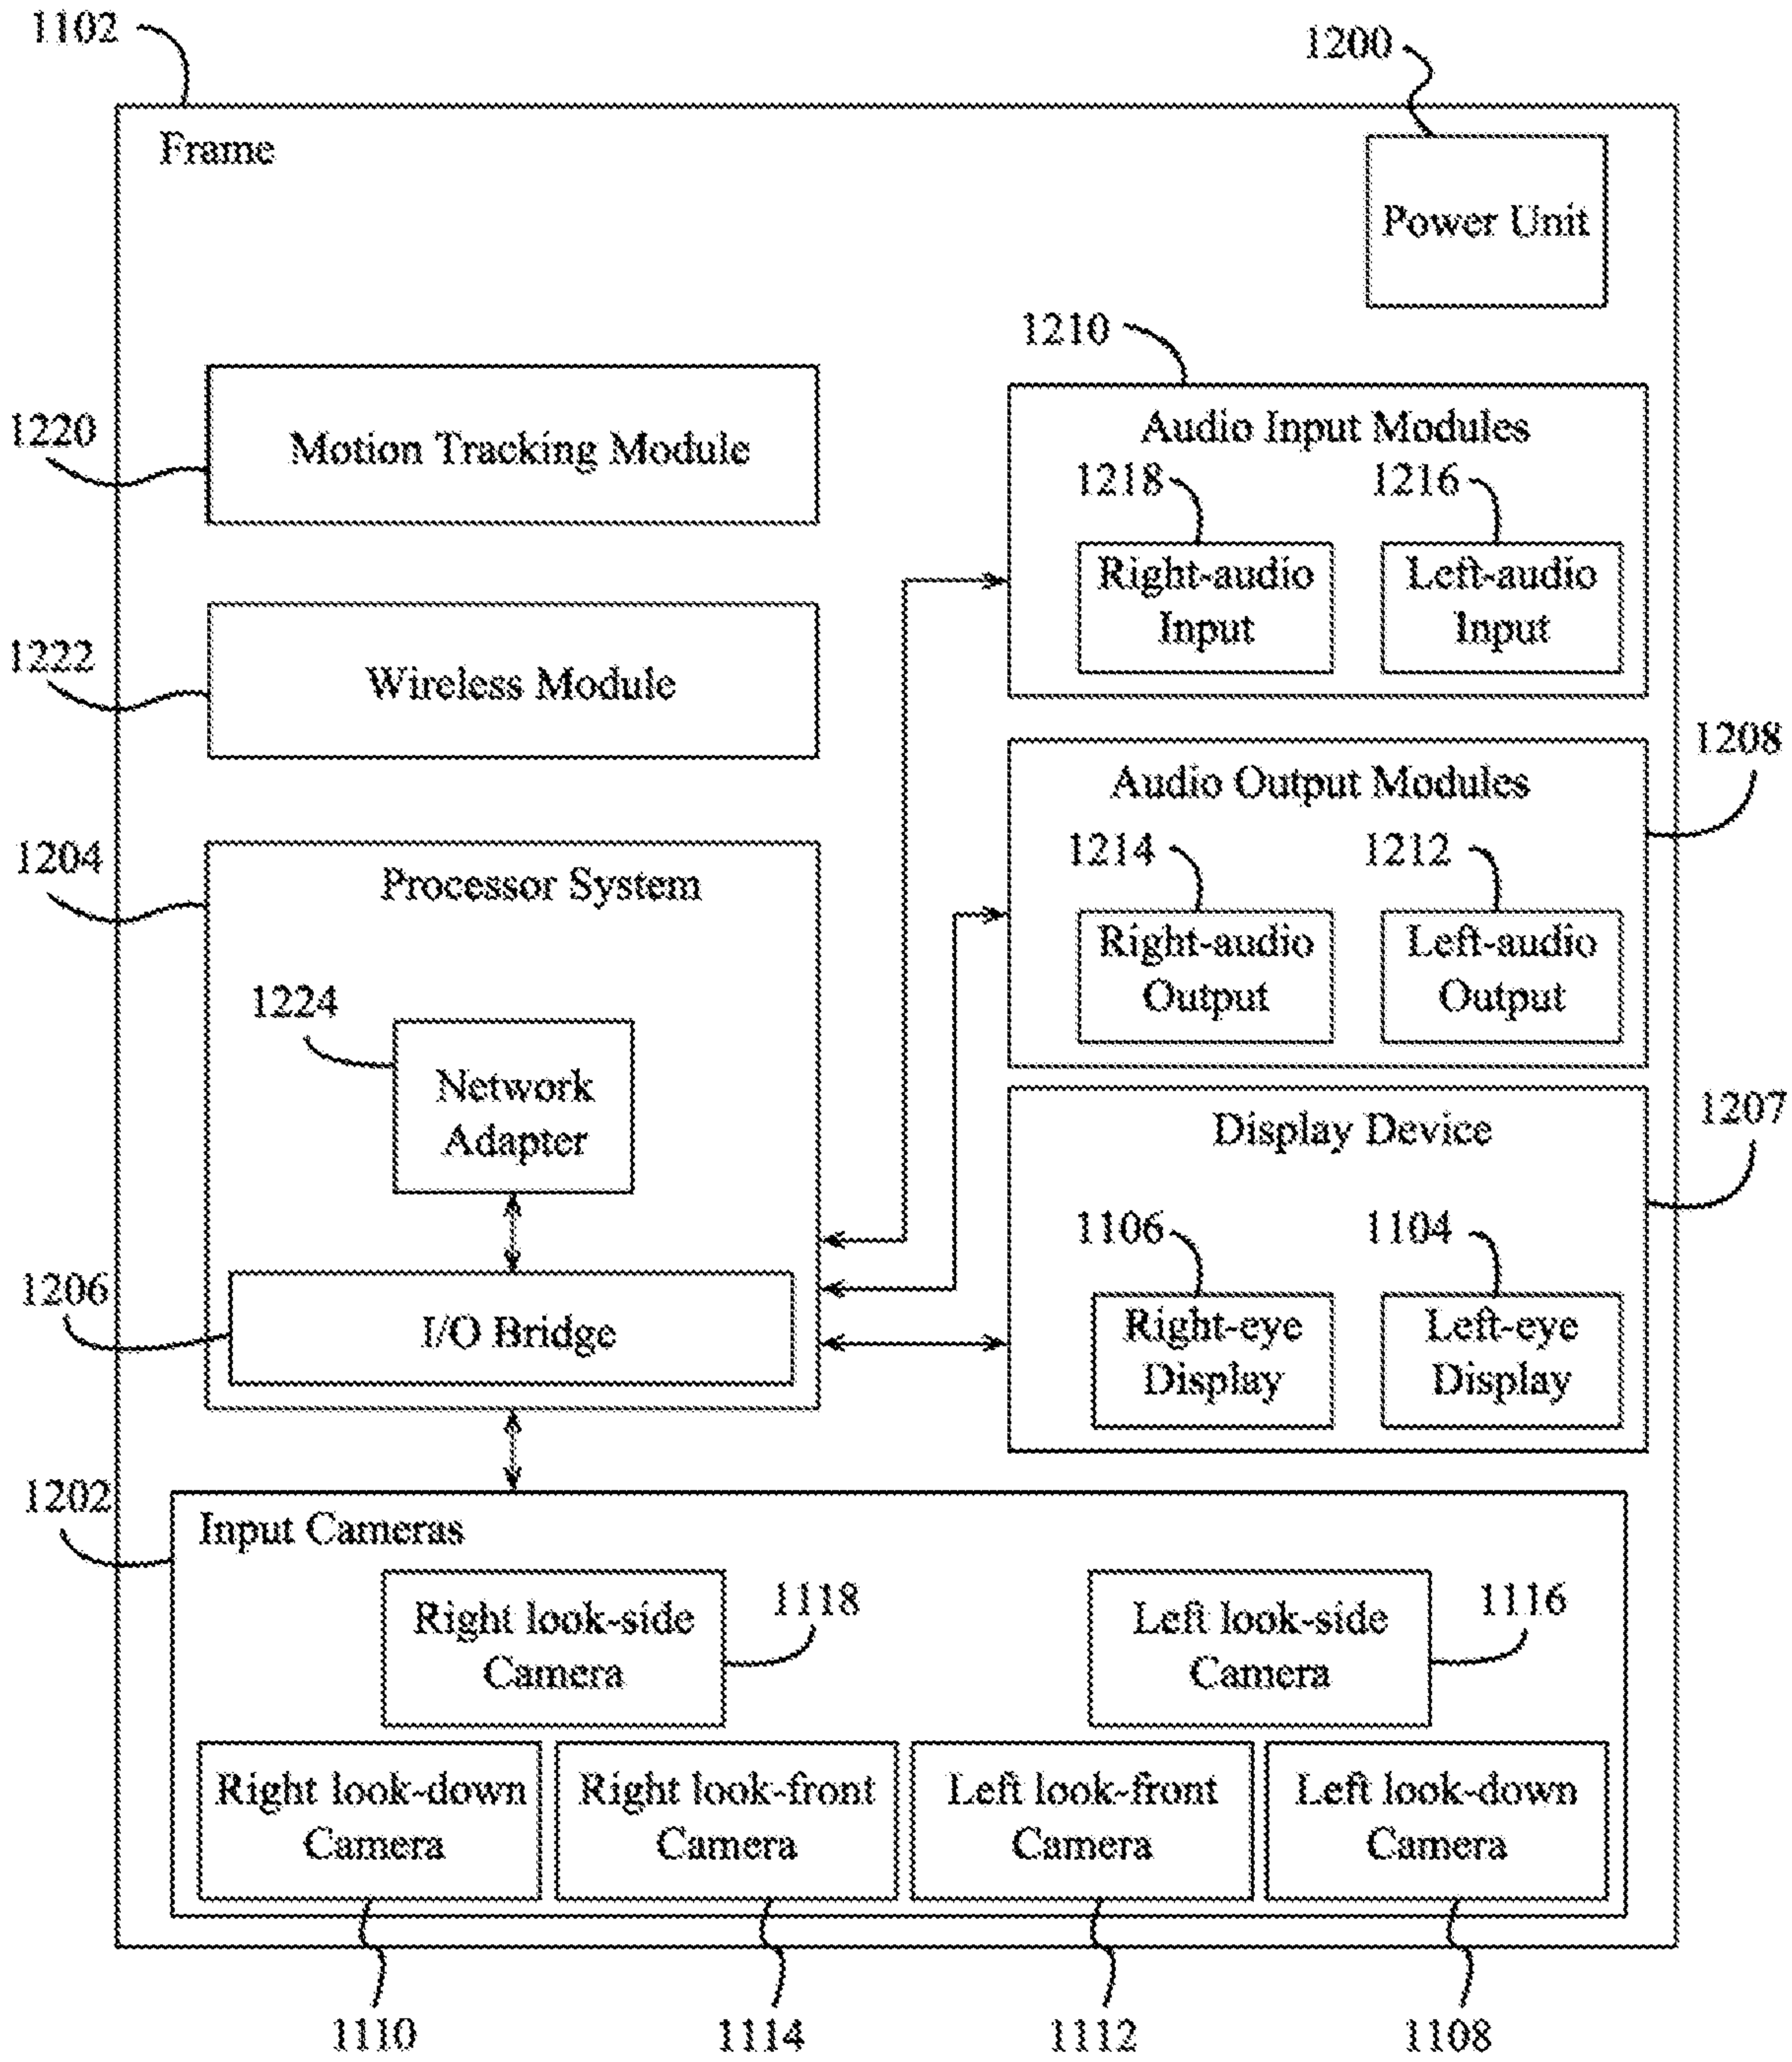 1102
1200
Frame
Power Unit
1210
1220
Motion Tracking Module
Audio Input Modules
1218
1216
Right-audio
Input
Left-audio
Input
1222
Wireless Module
1208
Audio Output Modules
1214
1212
Right-audio
Output
Left-audio
Output
1204
Processor System
1224
Network
Adapter
1206
I/O Bridge
1207
Display Device
1106
1104
Right-eye
Display
Left-eye
Display
1202
Input Cameras
Right look-side
Camera
1118
Left look-side
Camera
1116
Right look-down
Camera
Right look-front
Camera
Left look-front
Camera
Left look-down
Camera
1110
1114
1112
1108